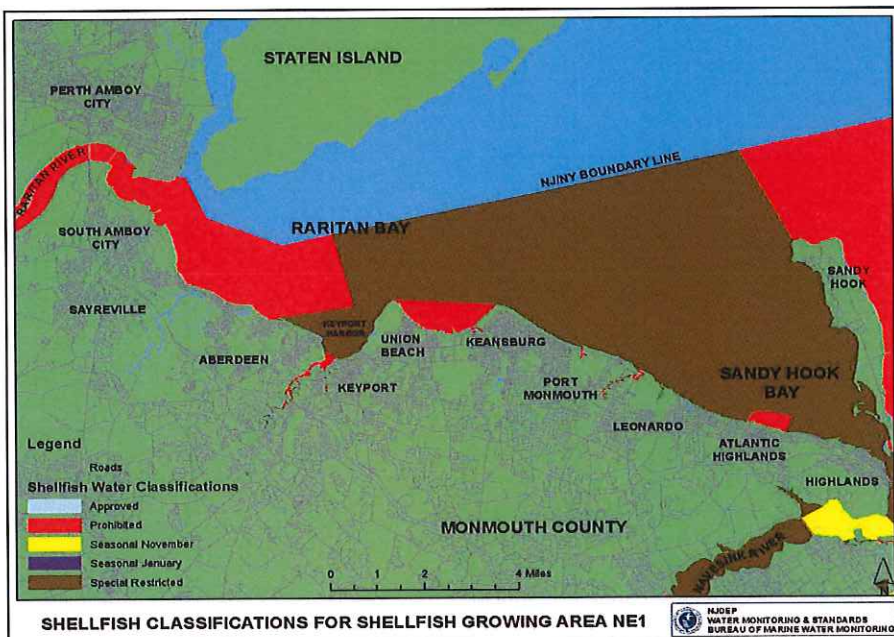 STATEN ISLAND
PERTH AMBOY
CITY
RARITAN RIVER
NJ/NY BOUNDARY LINE
RARITAN BAY
SOUTH AMBOY
CITY
SANDY
HOOK
SAYREVILLE
KEYPORT
HARBOR
UNION
BEACH
KEANSBURG
ABERDEEN
KEYPORT
PORT
MONMOUTH
SANDY HOOK
BAY
LEONARDO
ATLANTIC
HIGHLANDS
HIGHLANDS
MONMOUTH COUNTY
NAVESINK RIVER
Legend
Roads
Shellfish Water Classifications
Approved
Prohibited
Seasonal November
Seasonal January
Special Restricted
0 1 2 4 Miles
N
SHELLFISH CLASSIFICATIONS FOR SHELLFISH GROWING AREA NE1
NJDEP
WATER MONITORING & STANDARDS
BUREAU OF MARINE WATER MONITORING